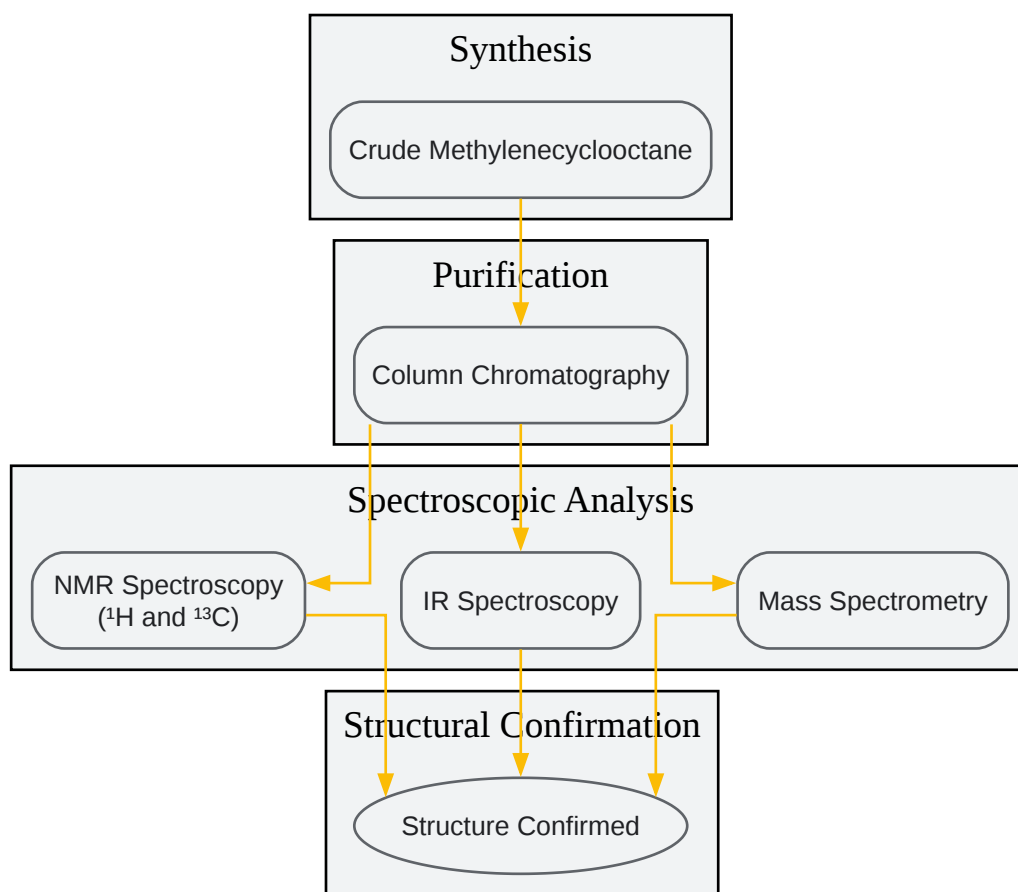 Synthesis
Crude Methylenecyclooctane
Purification
Column Chromatography
Spectroscopic Analysis
NMR Spectroscopy
(¹H and ¹³C)
IR Spectroscopy
Mass Spectrometry
Structural Confirmation
Structure Confirmed